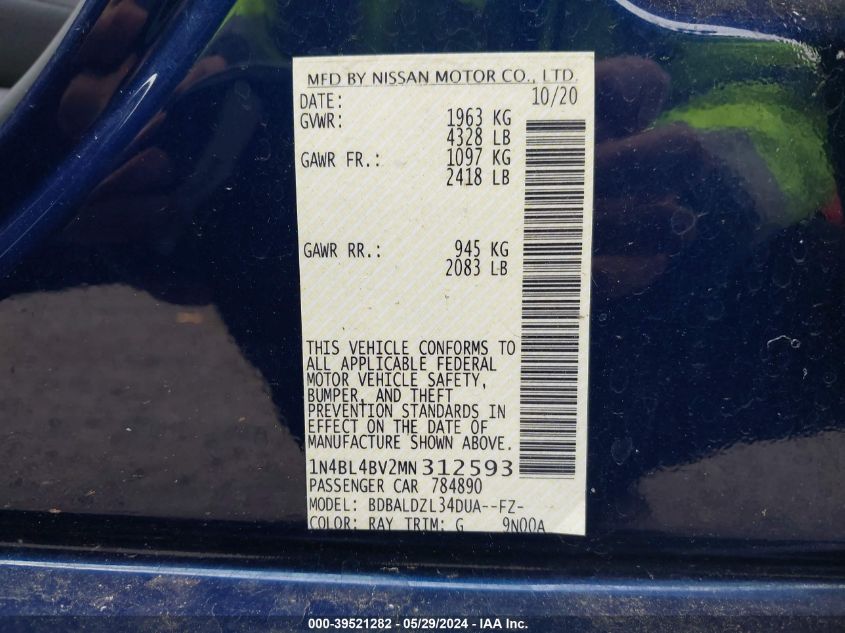 MFD BY NISSAN MOTOR CO., LTD.
DATE: 10/20
GVWR: 1963 KG
4328 LB
GAWR FR.: 1097 KG
2418 LB
GAWR RR.: 945 KG
2083 LB
THIS VEHICLE CONFORMS TO
ALL APPLICABLE FEDERAL
MOTOR VEHICLE SAFETY,
BUMPER, AND THEFT
PREVENTION STANDARDS IN
EFFECT ON THE DATE OF
MANUFACTURE SHOWN ABOVE.
1N4BL4BV2MN312593
PASSENGER CAR 784890
MODEL: BDBALDZL34DUA--FZ-
COLOR: RAY TRIM: G 9N00A
000-39521282 - 05/29/2024 - IAA Inc.